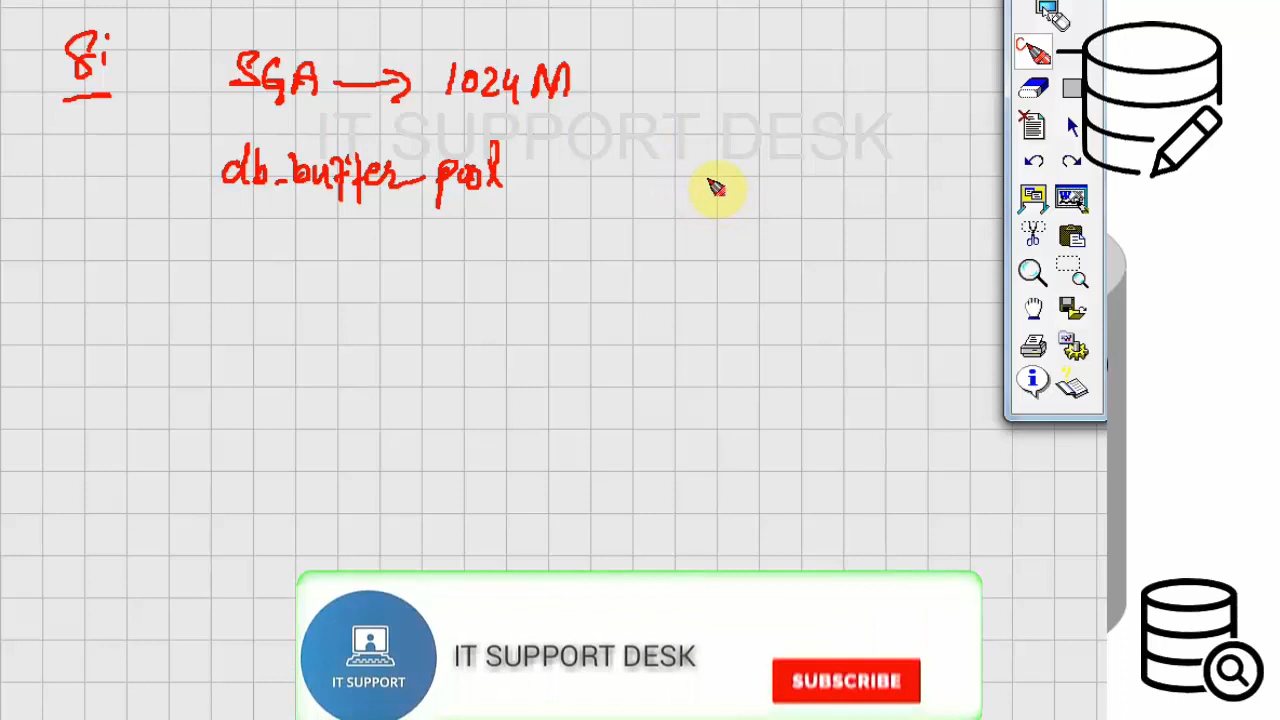 8i
SGA → 1024 M
IT SUPPORT DESK
db_buffer_pool
IT SUPPORT DESK
IT SUPPORT
SUBSCRIBE